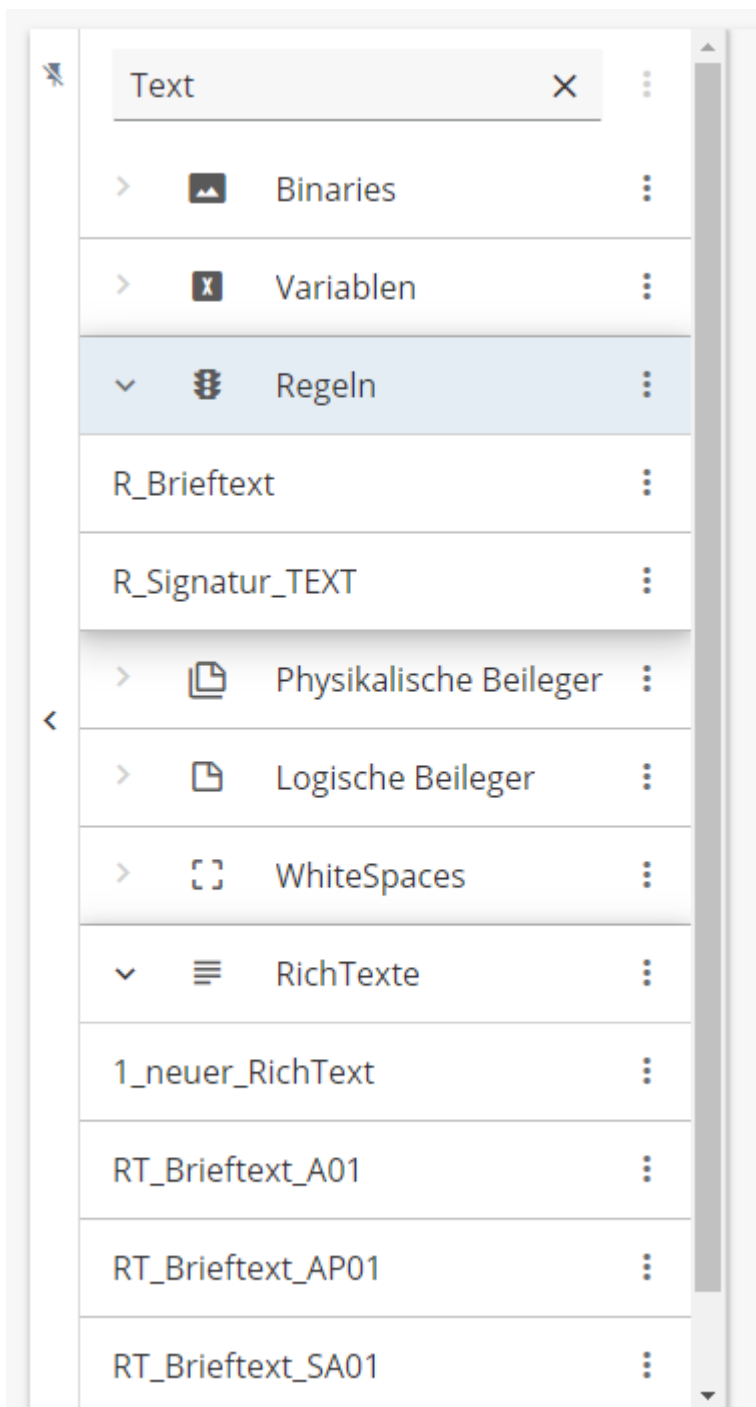 Text
Binaries
Variablen
Regeln
R_Brieftext
R_Signatur_TEXT
Physikalische Beileger
Logische Beileger
WhiteSpaces
RichTexte
1_neuer_RichText
RT_Brieftext_A01
RT_Brieftext_AP01
RT_Brieftext_SA01